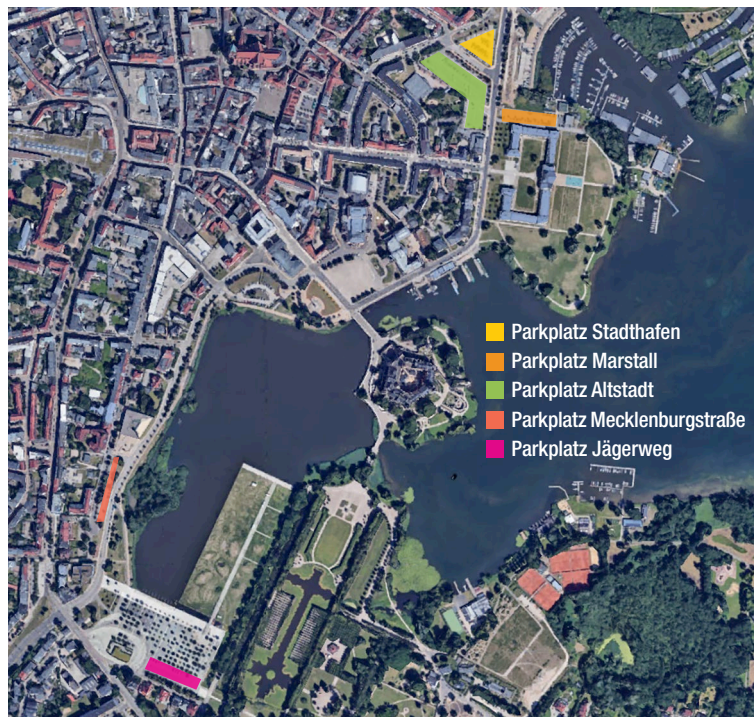 Parkplatz Stadthafen
Parkplatz Marstall
Parkplatz Altstadt
Parkplatz Mecklenburgstraße
Parkplatz Jägerweg